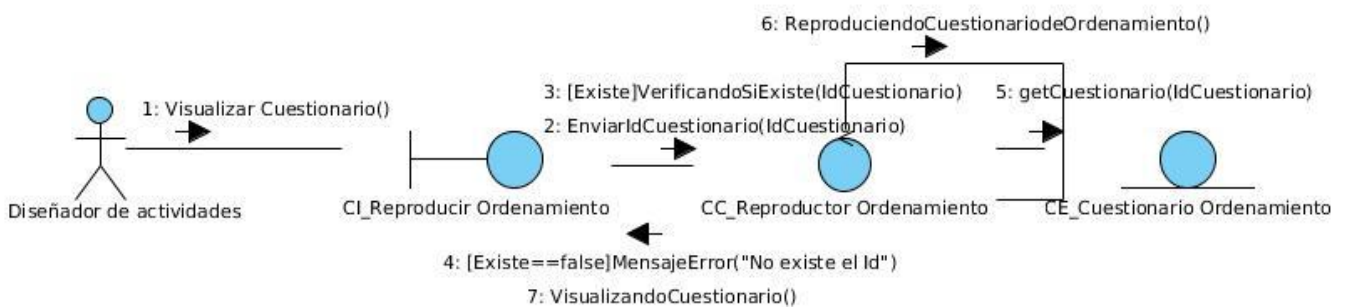 6: ReproduciendoCuestionariodeOrdenamiento()
3: [Existe]VerificandoSiExiste(IdCuestionario)
5: getCuestionario(IdCuestionario)
1: Visualizar Cuestionario()
2: EnviarIdCuestionario(IdCuestionario)
Diseñador de actividades
CI_Reproducir Ordenamiento
CC_Reproductor Ordenamiento
CE_Cuestionario Ordenamiento
4: [Existe==false]MensajeError("No existe el Id")
7: VisualizandoCuestionario()